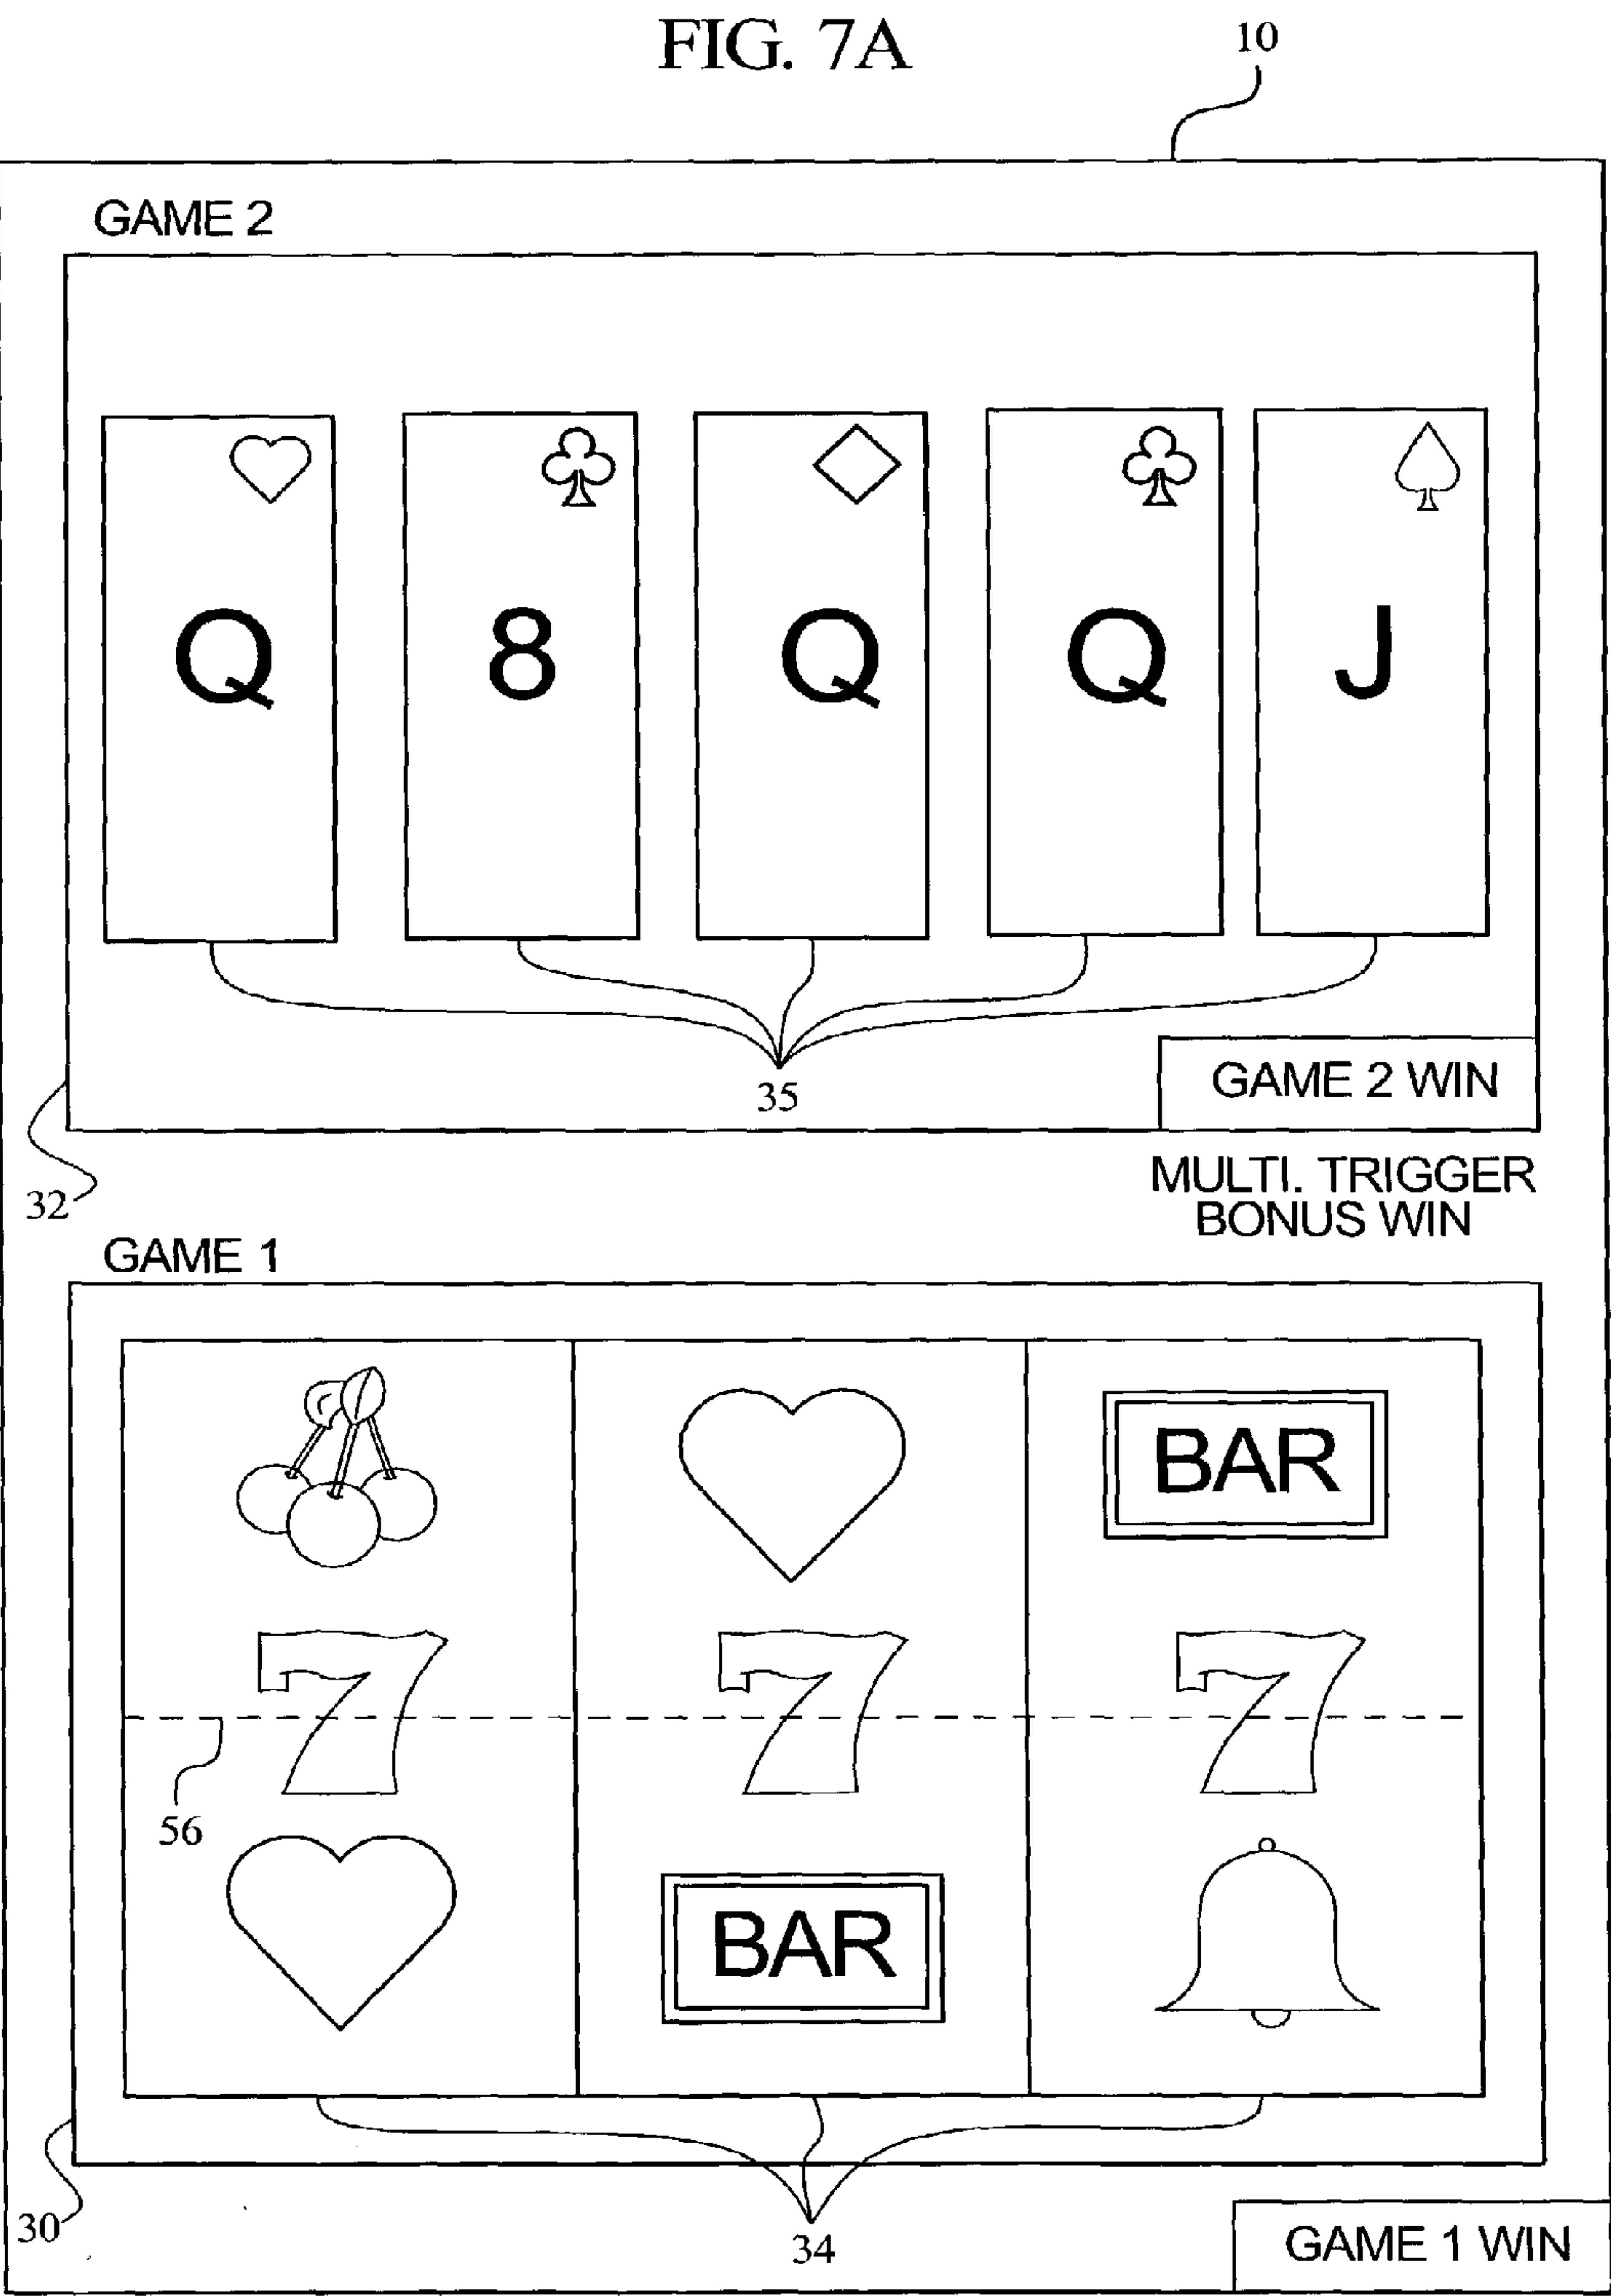 FIG. 7A
10
GAME 2
Q 8 Q Q J
35
GAME 2 WIN
32
MULTI. TRIGGER
BONUS WIN
GAME 1
BAR
7 7 7
56
BAR
30
34
GAME 1 WIN